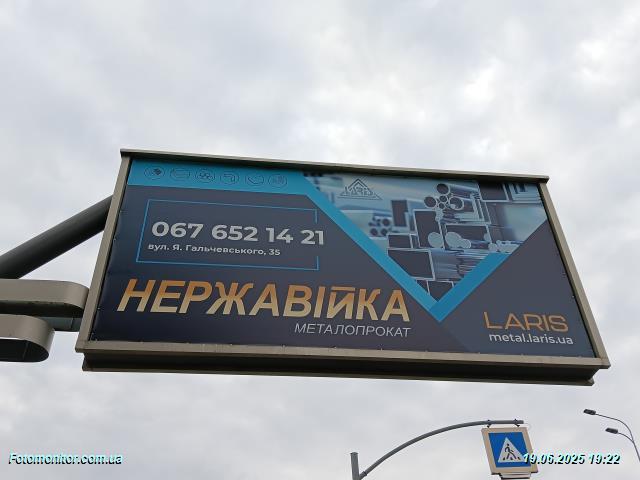 067 652 14 21
вул. Я. Гальчевського, 35
НЕРЖАВІЙКА
МЕТАЛОПРОКАТ
LARIS
metal.laris.ua
Fotomonitor.com.ua
19.06.2025 19:22